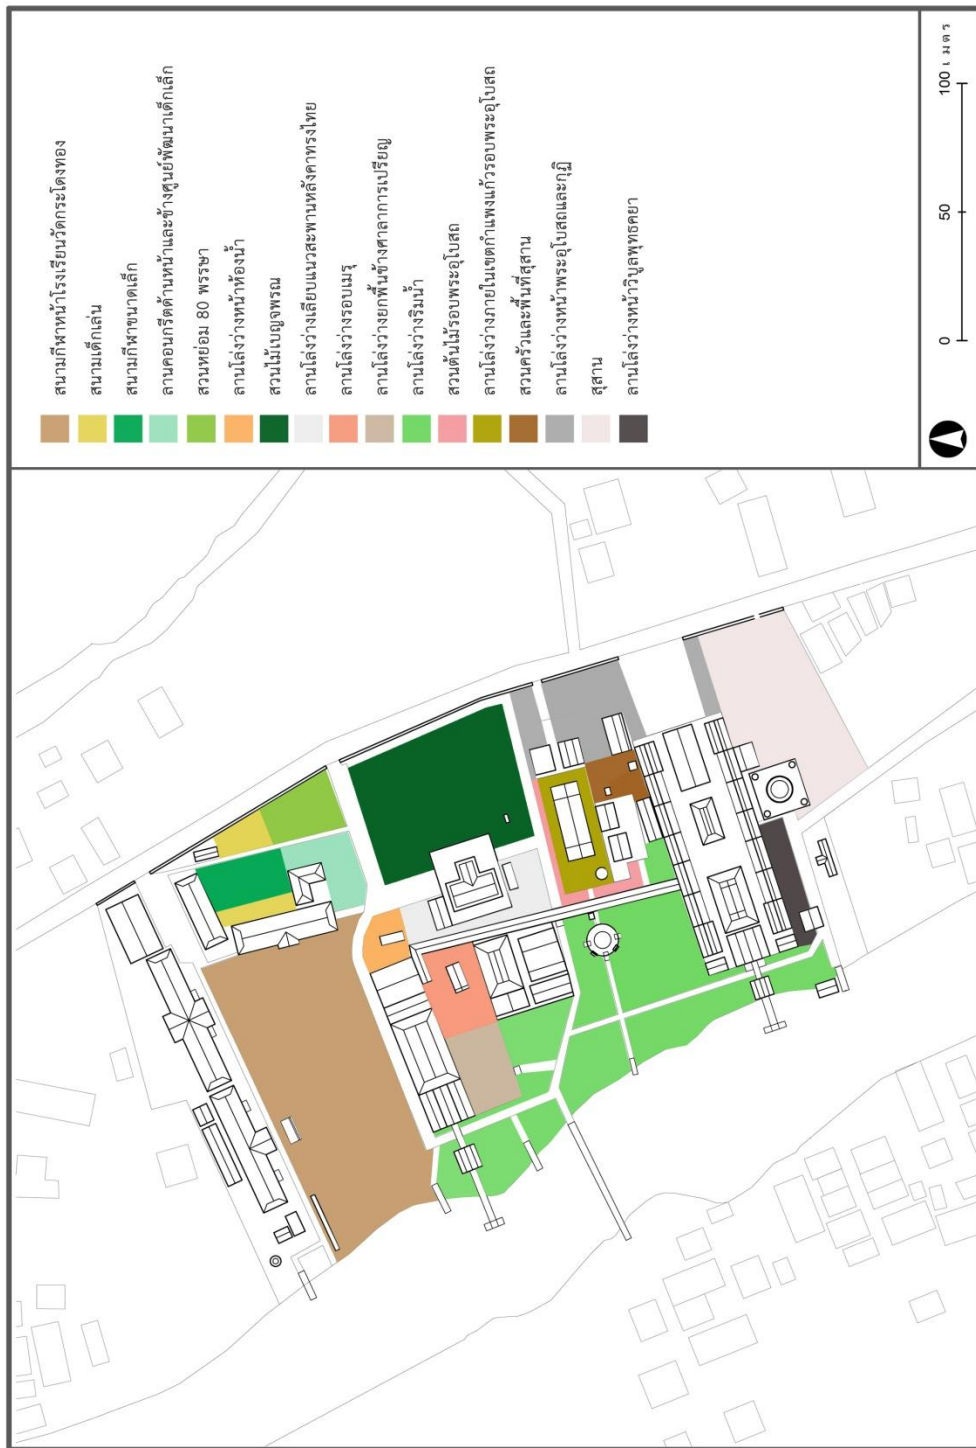 สนามกีฬาหน้าโรงเรียนวัดกระโดงทอง
สนามเด็กเล่น
สนามกีฬาขนาดเล็ก
ลานคอนกรีตด้านหน้าและข้างศูนย์พัฒนาเด็กเล็ก
สวนหย่อม 80 พรรษา
ลานโล่งว่างหน้าห้องน้ำ
สวนไม้เบญจพรรณ
ลานโล่งว่างเลียบแนวสะพานหลังคาทรงไทย
ลานโล่งว่างรอบเมรุ
ลานโล่งว่างยกพื้นข้างศาลาการเปรียญ
ลานโล่งว่างริมน้ำ
สวนต้นไม้รอบพระอุโบสถ
ลานโล่งว่างภายในเขตกำแพงแก้วรอบพระอุโบสถ
สวนครัวและพื้นที่สุสาน
ลานโล่งว่างหน้าพระอุโบสถและกุฏิ
สุสาน
ลานโล่งว่างหน้าวิบูลพุทธคยา
0 50 100 เมตร